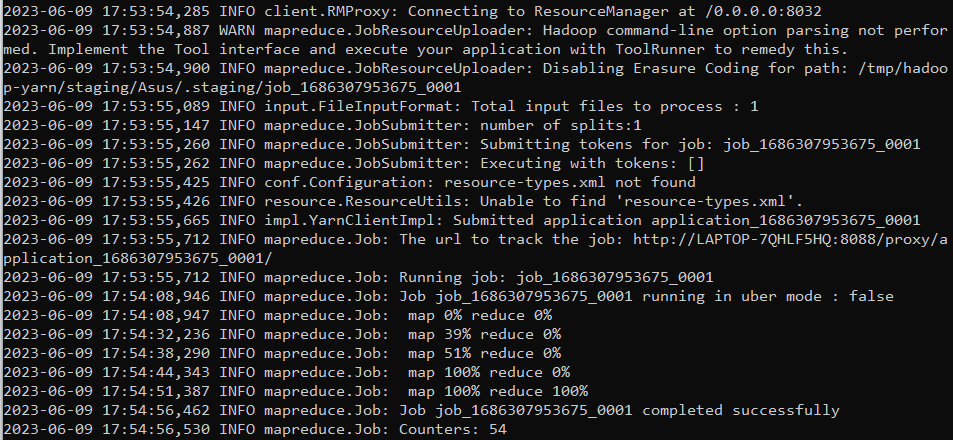 2023-06-09 17:53:54,285 INFO client.RMProxy: Connecting to ResourceManager at /0.0.0.0:8032
2023-06-09 17:53:54,887 WARN mapreduce.JobResourceUploader: Hadoop command-line option parsing not perfor
med. Implement the Tool interface and execute your application with ToolRunner to remedy this.
2023-06-09 17:53:54,900 INFO mapreduce.JobResourceUploader: Disabling Erasure Coding for path: /tmp/hadoo
p-yarn/staging/Asus/.staging/job_1686307953675_0001
2023-06-09 17:53:55,089 INFO input.FileInputFormat: Total input files to process : 1
2023-06-09 17:53:55,147 INFO mapreduce.JobSubmitter: number of splits:1
2023-06-09 17:53:55,260 INFO mapreduce.JobSubmitter: Submitting tokens for job: job_1686307953675_0001
2023-06-09 17:53:55,262 INFO mapreduce.JobSubmitter: Executing with tokens: []
2023-06-09 17:53:55,425 INFO conf.Configuration: resource-types.xml not found
2023-06-09 17:53:55,426 INFO resource.ResourceUtils: Unable to find 'resource-types.xml'.
2023-06-09 17:53:55,665 INFO impl.YarnClientImpl: Submitted application application_1686307953675_0001
2023-06-09 17:53:55,712 INFO mapreduce.Job: The url to track the job: http://LAPTOP-7QHLF5HQ:8088/proxy/a
pplication_1686307953675_0001/
2023-06-09 17:53:55,712 INFO mapreduce.Job: Running job: job_1686307953675_0001
2023-06-09 17:54:08,946 INFO mapreduce.Job: Job job_1686307953675_0001 running in uber mode : false
2023-06-09 17:54:08,947 INFO mapreduce.Job:  map 0% reduce 0%
2023-06-09 17:54:32,236 INFO mapreduce.Job:  map 39% reduce 0%
2023-06-09 17:54:38,290 INFO mapreduce.Job:  map 51% reduce 0%
2023-06-09 17:54:44,343 INFO mapreduce.Job:  map 100% reduce 0%
2023-06-09 17:54:51,387 INFO mapreduce.Job:  map 100% reduce 100%
2023-06-09 17:54:56,462 INFO mapreduce.Job: Job job_1686307953675_0001 completed successfully
2023-06-09 17:54:56,530 INFO mapreduce.Job: Counters: 54